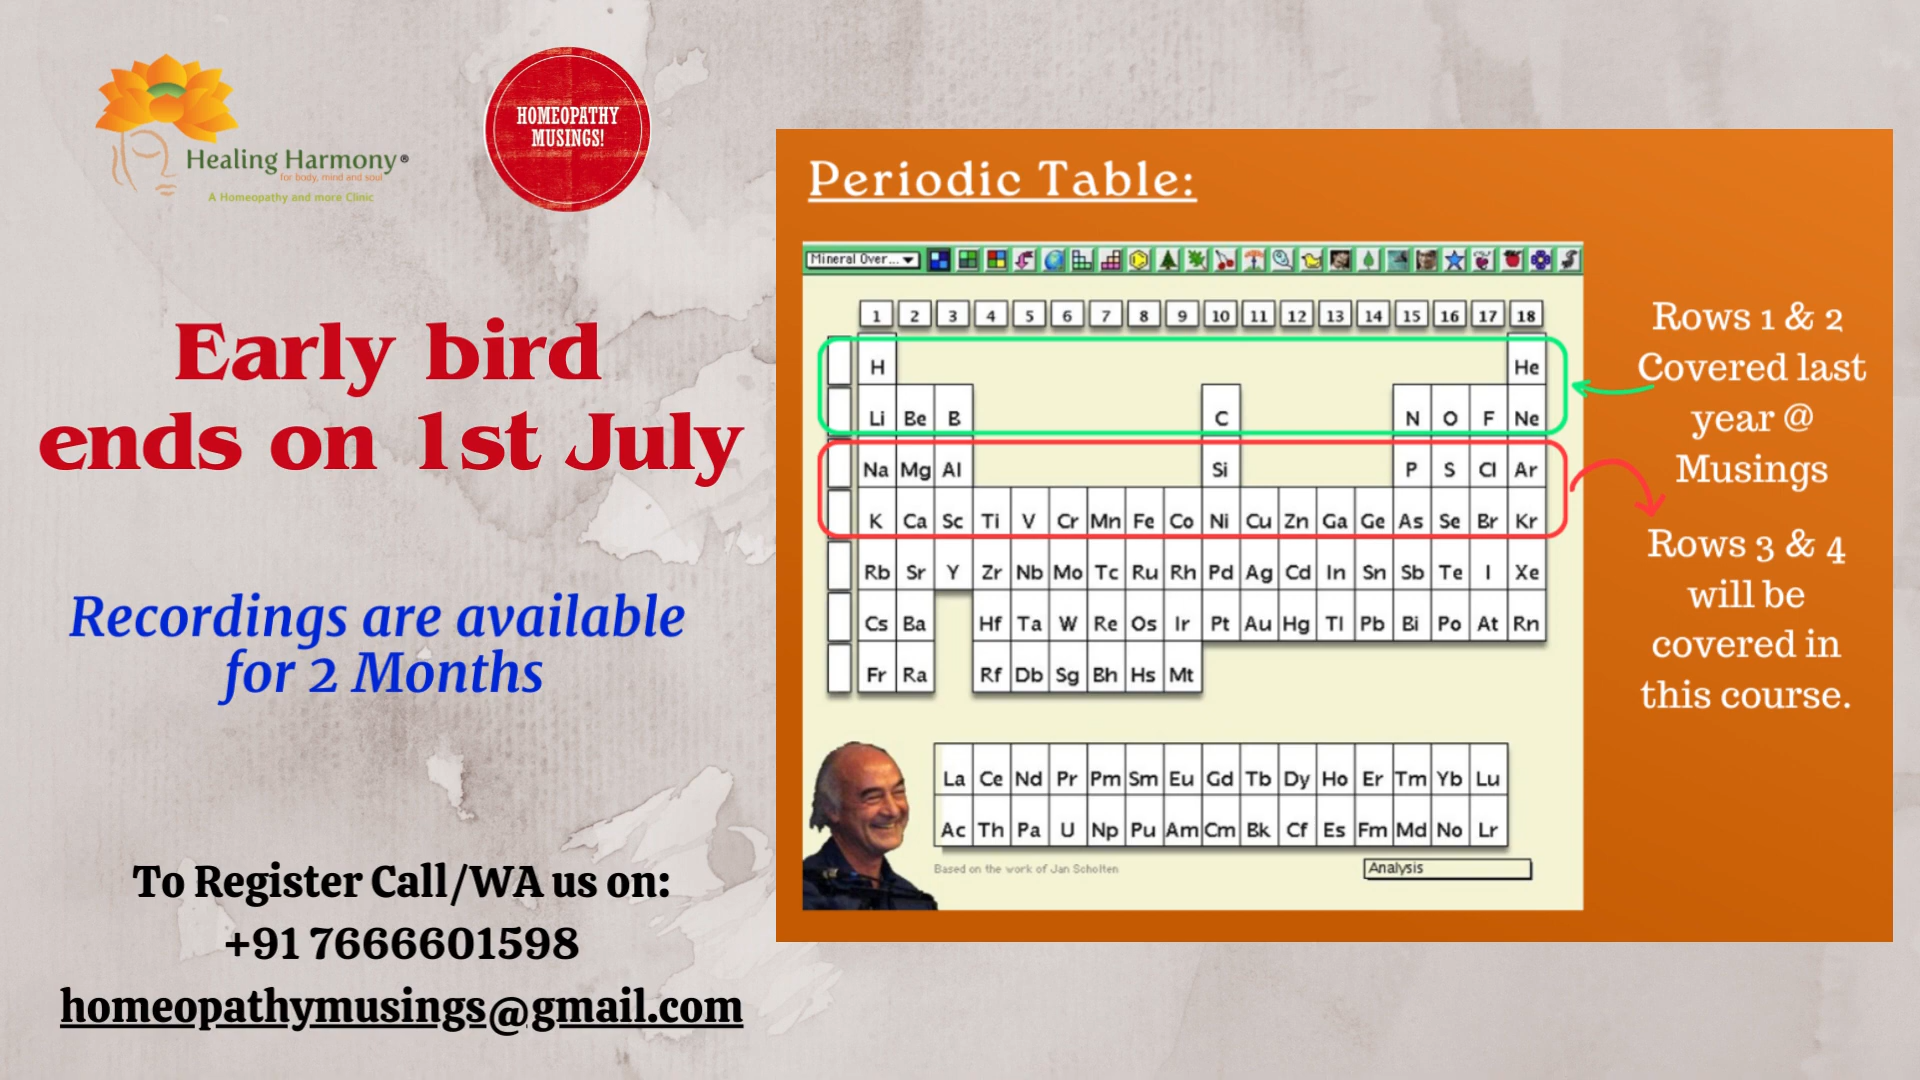 Healing Harmony®
for body, mind and soul
A Homeopathy and more Clinic
HOMEOPATHY
MUSINGS!
Early bird
ends on 1st July
Recordings are available
for 2 Months
To Register Call/WA us on:
+91 7666601598
homeopathymusings@gmail.com
Periodic Table:
Mineral Over...
1 2 3 4 5 6 7 8 9 10 11 12 13 14 15 16 17 18
H He
Li Be B C N O F Ne
Na Mg Al Si P S Cl Ar
K Ca Sc Ti V Cr Mn Fe Co Ni Cu Zn Ga Ge As Se Br Kr
Rb Sr Y Zr Nb Mo Tc Ru Rh Pd Ag Cd In Sn Sb Te I Xe
Cs Ba Hf Ta W Re Os Ir Pt Au Hg Tl Pb Bi Po At Rn
Fr Ra Rf Db Sg Bh Hs Mt
La Ce Nd Pr Pm Sm Eu Gd Tb Dy Ho Er Tm Yb Lu
Ac Th Pa U Np Pu Am Cm Bk Cf Es Fm Md No Lr
Based on the work of Jan Scholten
Analysis
Rows 1 & 2
Covered last
year @
Musings
Rows 3 & 4
will be
covered in
this course.